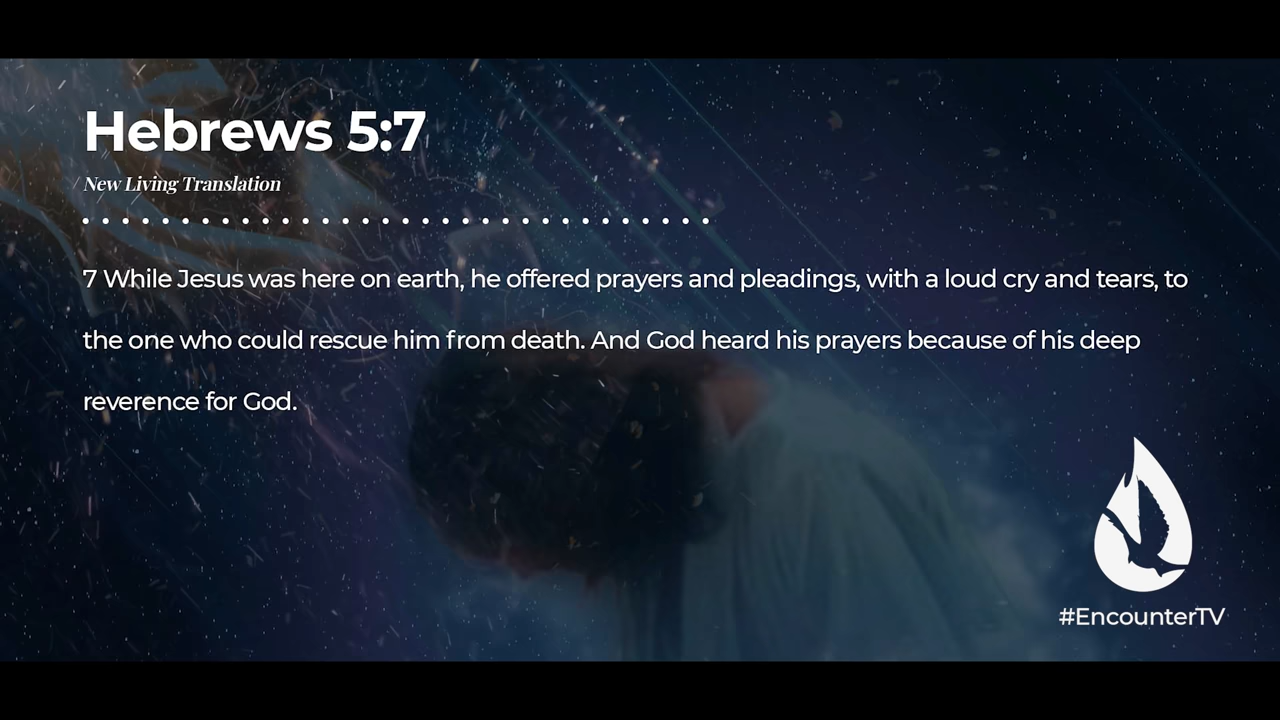 Hebrews 5:7
New Living Translation
7 While Jesus was here on earth, he offered prayers and pleadings, with a loud cry and tears, to
the one who could rescue him from death. And God heard his prayers because of his deep
reverence for God.
#EncounterTV